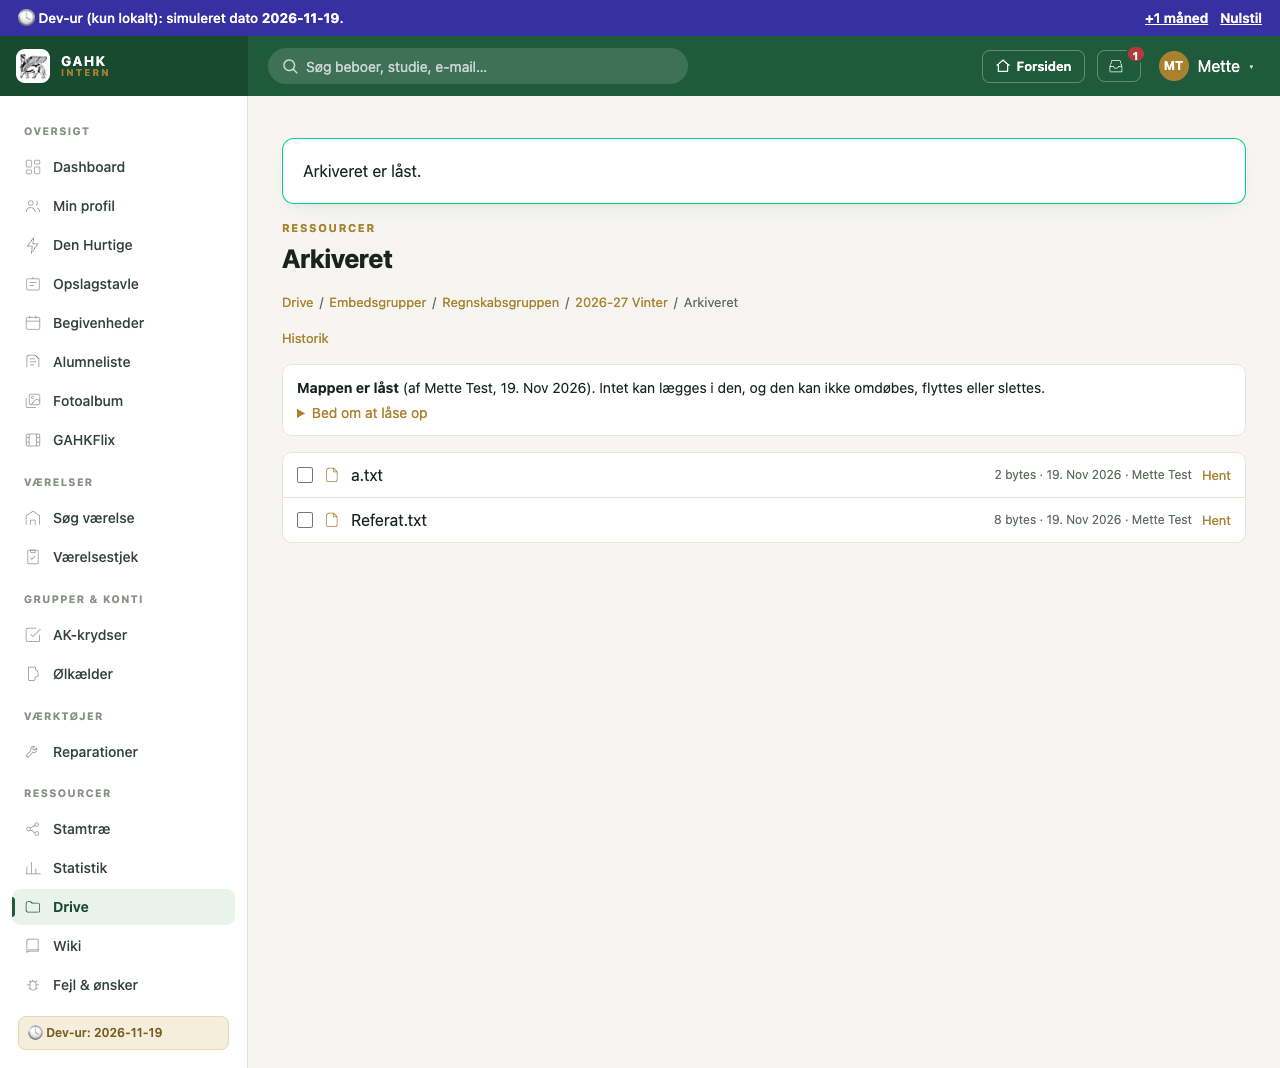 Dev-ur (kun lokalt): simuleret dato 2026-11-19.
+1 måned Nulstil
GAHK
INTERN
Søg beboer, studie, e-mail...
Forsiden
1
MT Mette
OVERSIGT
Dashboard
Min profil
Den Hurtige
Opslagstavle
Begivenheder
Alumneliste
Fotoalbum
GAHKFlix
VÆRELSER
Søg værelse
Værelsestjek
GRUPPER & KONTI
AK-krydser
Ølkælder
VÆRKTØJER
Reparationer
RESSOURCER
Stamtræ
Statistik
Drive
Wiki
Fejl & ønsker
Dev-ur: 2026-11-19
Arkiveret er låst.
RESSOURCER
Arkiveret
Drive / Embedsgrupper / Regnskabsgruppen / 2026-27 Vinter / Arkiveret
Historik
Mappen er låst (af Mette Test, 19. Nov 2026). Intet kan lægges i den, og den kan ikke omdøbes, flyttes eller slettes.
Bed om at låse op
a.txt 2 bytes · 19. Nov 2026 · Mette Test Hent
Referat.txt 8 bytes · 19. Nov 2026 · Mette Test Hent